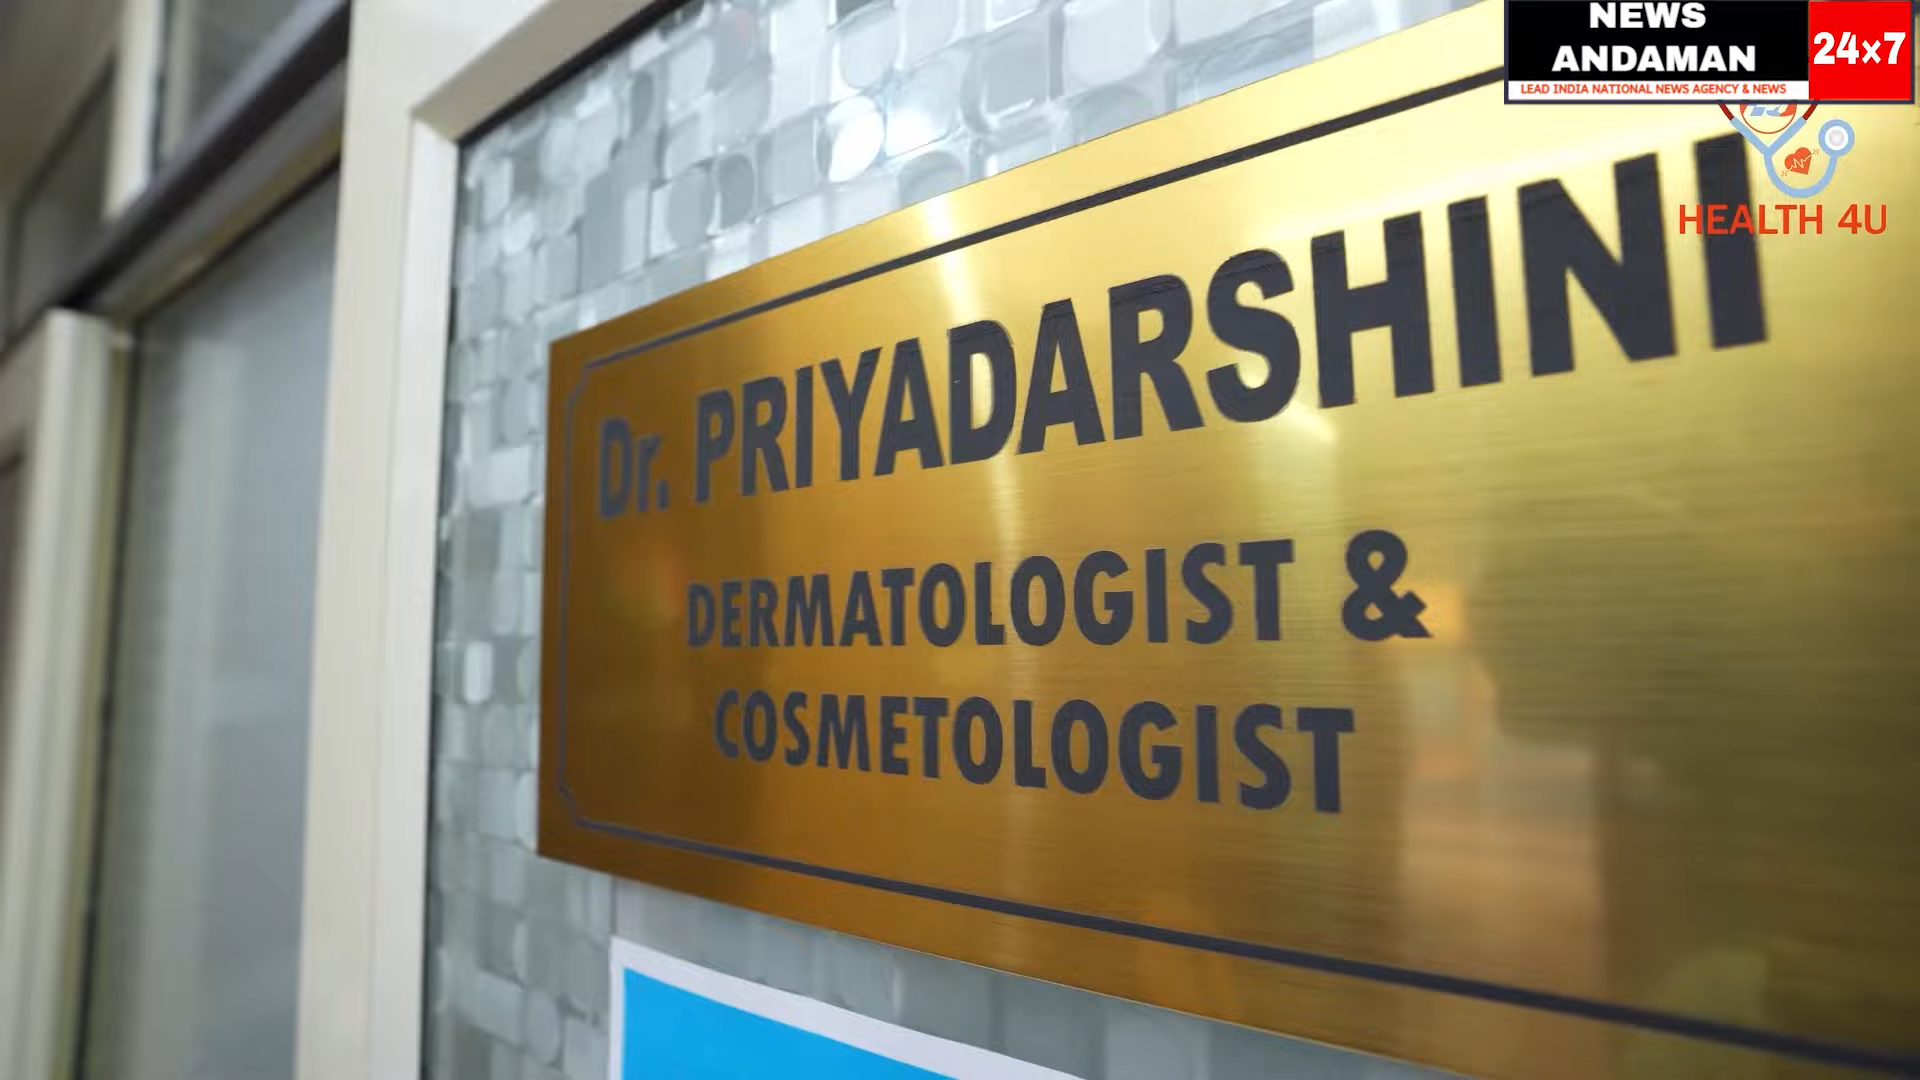 NEWS
ANDAMAN
24x7
LEAD INDIA NATIONAL NEWS AGENCY & NEWS
HEALTH 4U
Dr. PRIYADARSHINI
DERMATOLOGIST &
COSMETOLOGIST